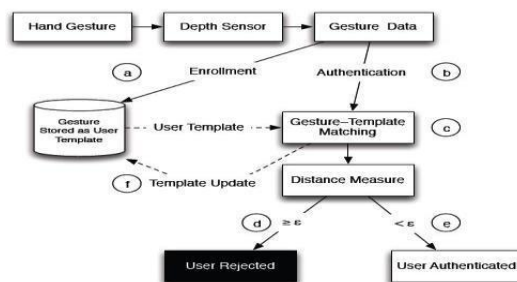 Hand Gesture
Depth Sensor
Gesture Data
a
Enrollment
Authentication
b
Gesture
Stored as User
Template
User Template
Gesture-Template
Matching
c
f
Template Update
Distance Measure
d
≥ ε
< ε
e
User Rejected
User Authenticated